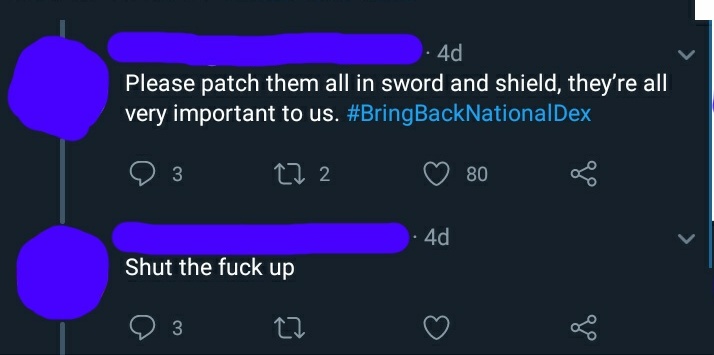 · 4d
Please patch them all in sword and shield, they're all
very important to us. #BringBackNationalDex
3 2 80
· 4d
Shut the fuck up
3